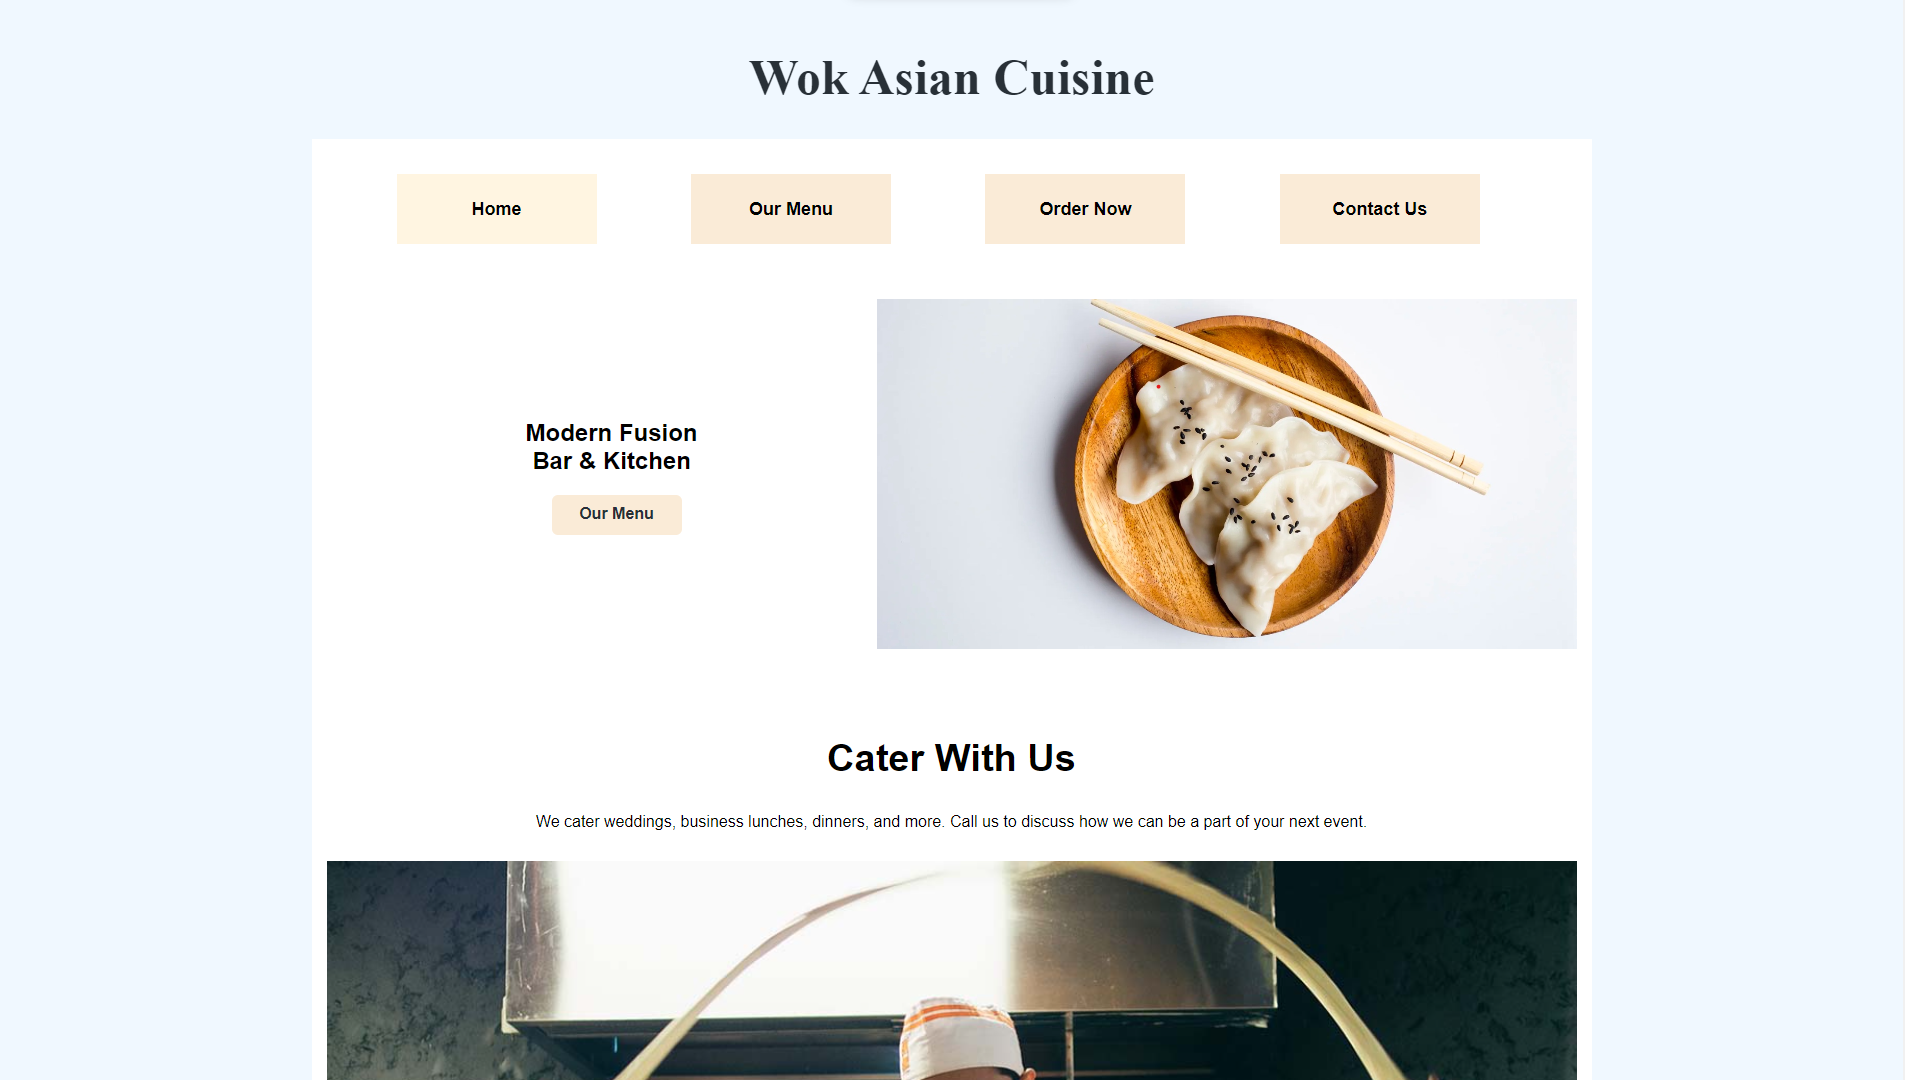 Wok Asian Cuisine
Home
Our Menu
Order Now
Contact Us
Modern Fusion
Bar & Kitchen
Our Menu
Cater With Us
We cater weddings, business lunches, dinners, and more. Call us to discuss how we can be a part of your next event.